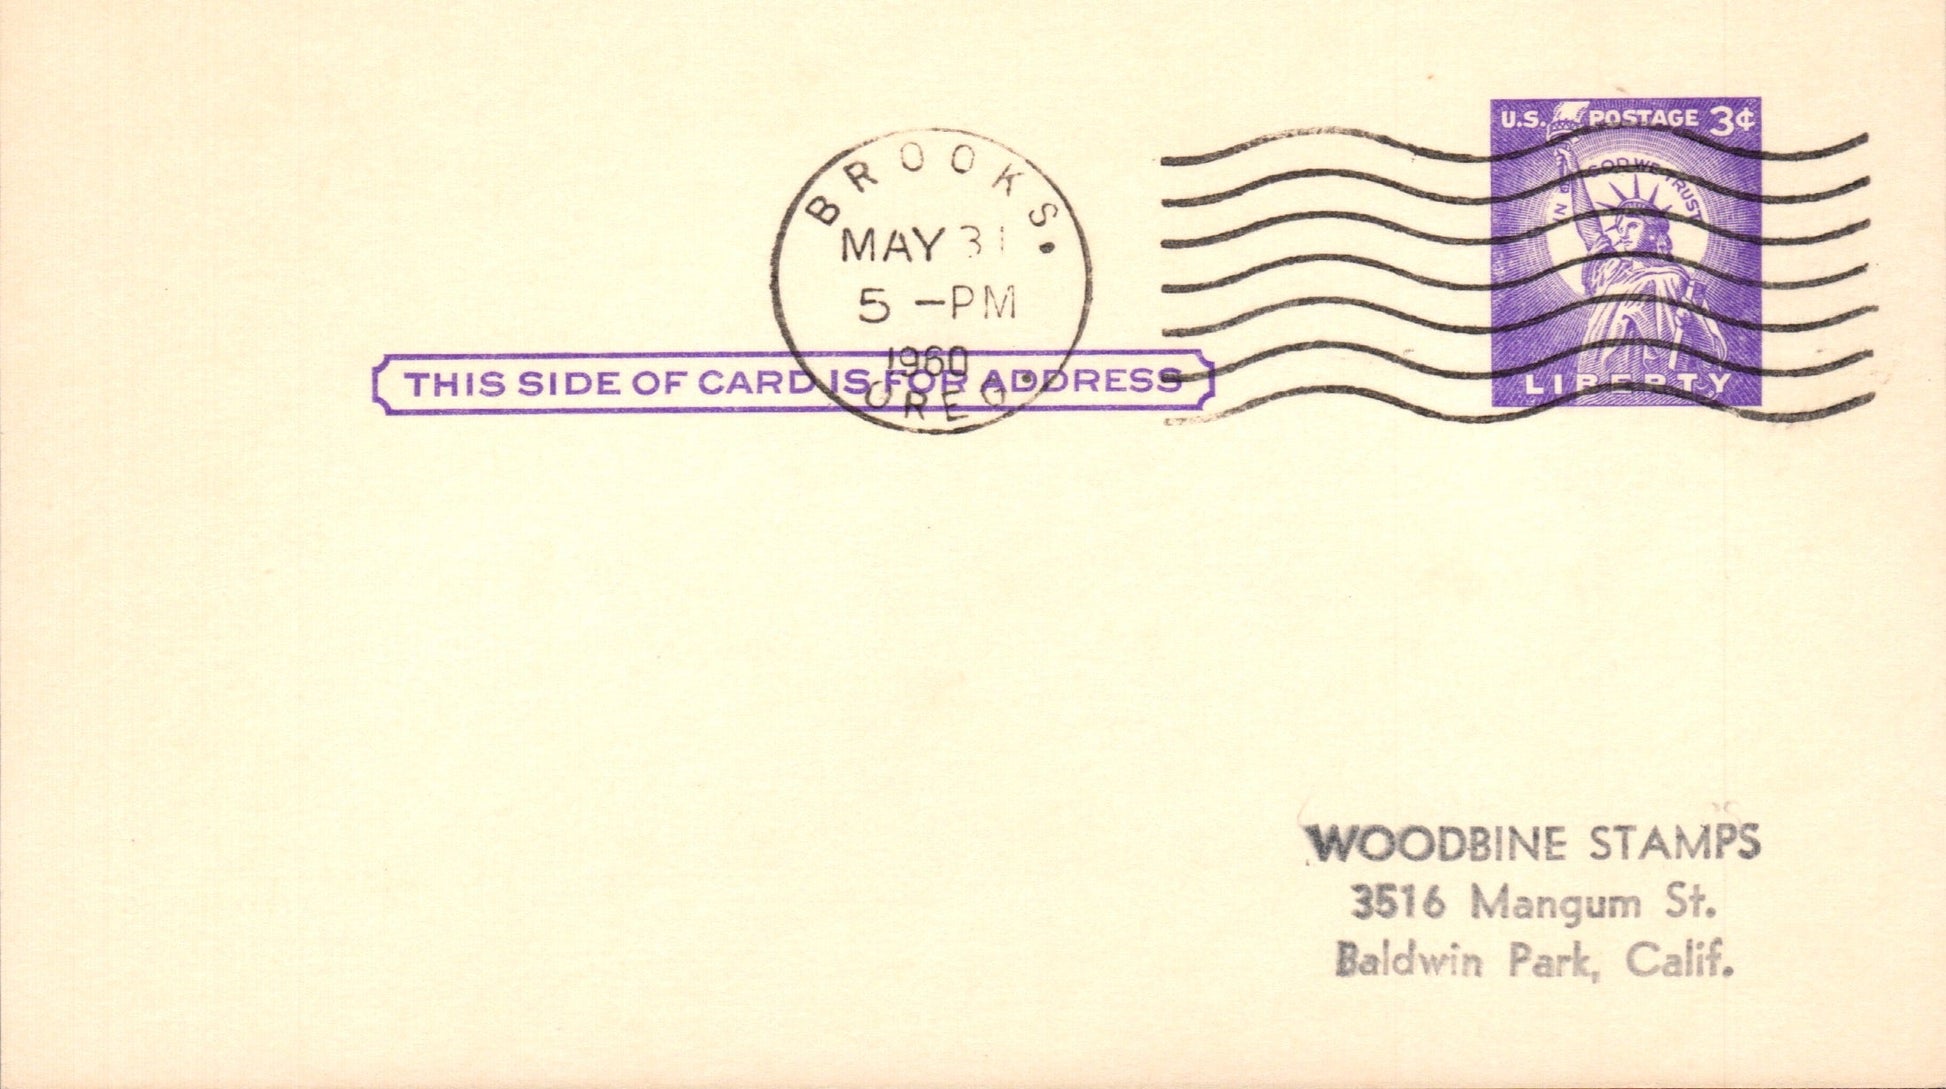 U.S. POSTAGE 3¢
IN GOD WE TRUST
LIBERTY
BROOKS.
MAY 31
5 -PM
1960
OREG.
THIS SIDE OF CARD IS FOR ADDRESS
WOODBINE STAMPS
3516 Mangum St.
Baldwin Park, Calif.